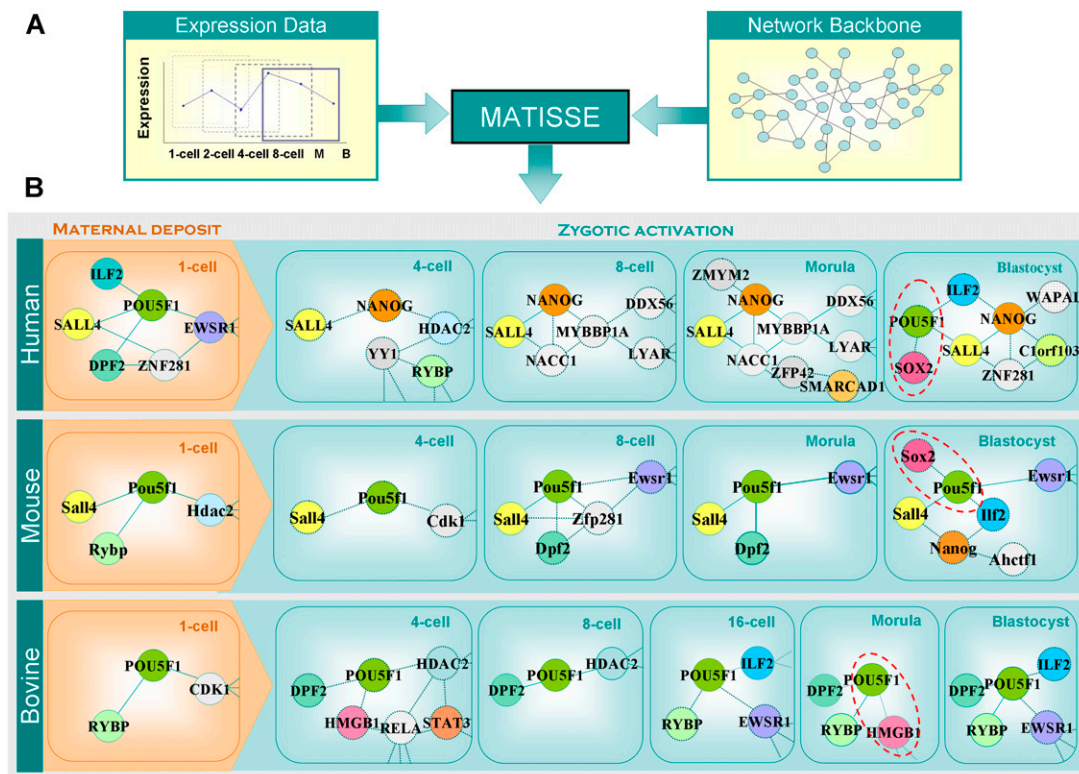 A
Expression Data
Expression
1-cell 2-cell 4-cell 8-cell M B
MATISSE
Network Backbone
B
MATERNAL DEPOSIT
ZYGOTIC ACTIVATION
Human
1-cell
ILF2
POU5F1
SALL4
EWSR1
DPF2
ZNF281
4-cell
NANOG
SALL4
HDAC2
YY1
RYBP
8-cell
NANOG
DDX56
SALL4
MYBBP1A
NACC1
LYAR
Morula
ZMYM2
NANOG
DDX56
SALL4
MYBBP1A
NACC1
LYAR
ZFP42
SMARCAD1
Blastocyst
ILF2
WAPAL
POU5F1
NANOG
SALL4
C1orf103
SOX2
ZNF281
Mouse
1-cell
Pou5f1
Sall4
Hdac2
Rybp
4-cell
Pou5f1
Sall4
Cdk1
8-cell
Ewsr1
Pou5f1
Sall4
Zfp281
Dpf2
Morula
Ewsr1
Pou5f1
Sall4
Dpf2
Blastocyst
Sox2
Ewsr1
Pou5f1
Sall4
Ilf2
Nanog
Ahctf1
Bovine
1-cell
POU5F1
CDK1
RYBP
4-cell
HDAC2
POU5F1
DPF2
HMGB1
RELA
STAT3
8-cell
HDAC2
POU5F1
DPF2
16-cell
ILF2
POU5F1
RYBP
EWSR1
Morula
POU5F1
DPF2
RYBP
HMGB1
Blastocyst
ILF2
POU5F1
DPF2
RYBP
EWSR1